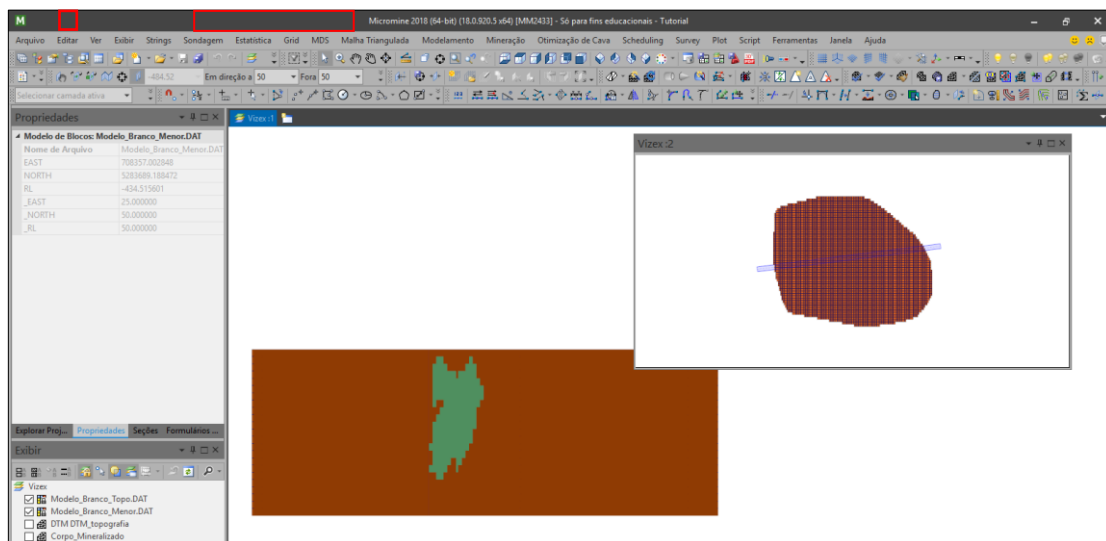 M
Micromine 2018 (64-bit) (18.0.920.5 x64) [MM2433] - Só para fins educacionais - Tutorial
Arquivo Editar Ver Exibir Strings Sondagem Estatística Grid MDS Malha Triangulada Modelamento Mineração Otimização de Cava Scheduling Survey Plot Script Ferramentas Janela Ajuda
-484.52 Em direção a 50 Fora 50
Selecionar camada ativa
Propriedades
Vizex :1
Modelo de Blocos: Modelo_Branco_Menor.DAT
Nome de Arquivo Modelo_Branco_Menor.DAT
EAST 708357.002848
NORTH 5283689.188472
RL -434.515601
_EAST 25.000000
_NORTH 50.000000
_RL 50.000000
Vizex :2
Explorar Proj... Propriedades Seções Formulários ...
Exibir
Vizex
Modelo_Branco_Topo.DAT
Modelo_Branco_Menor.DAT
DTM DTM_topografia
Corpo_Mineralizado